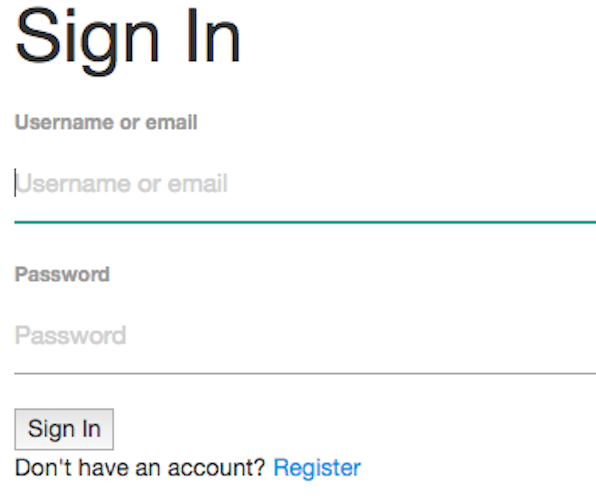 Sign In
Username or email
Username or email
Password
Password
Sign In
Don't have an account? Register